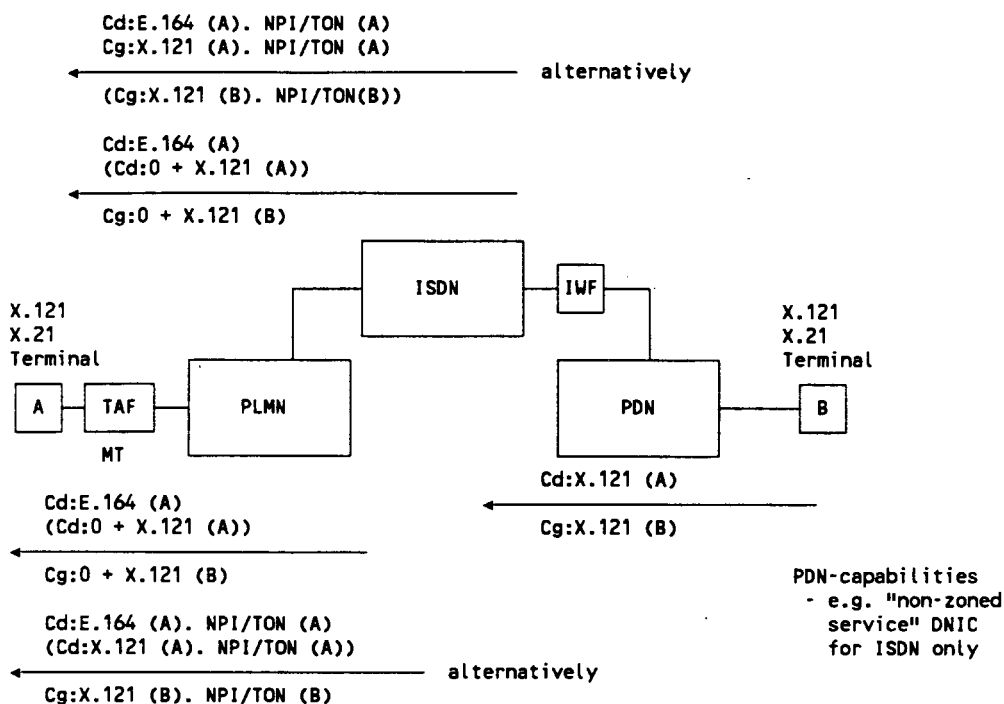 Cd:E.164 (A). NPI/TON (A)
Cg:X.121 (A). NPI/TON (A)
alternatively
(Cg:X.121 (B). NPI/TON(B))
Cd:E.164 (A)
(Cd:0 + X.121 (A))
Cg:0 + X.121 (B)
ISDN
IWF
X.121
X.21
Terminal
X.121
X.21
Terminal
A
TAF
PLMN
PDN
B
MT
Cd:X.121 (A)
Cg:X.121 (B)
Cd:E.164 (A)
(Cd:0 + X.121 (A))
Cg:0 + X.121 (B)
PDN-capabilities
- e.g. "non-zoned
service" DNIC
for ISDN only
Cd:E.164 (A). NPI/TON (A)
(Cd:X.121 (A). NPI/TON (A))
alternatively
Cg:X.121 (B). NPI/TON (B)